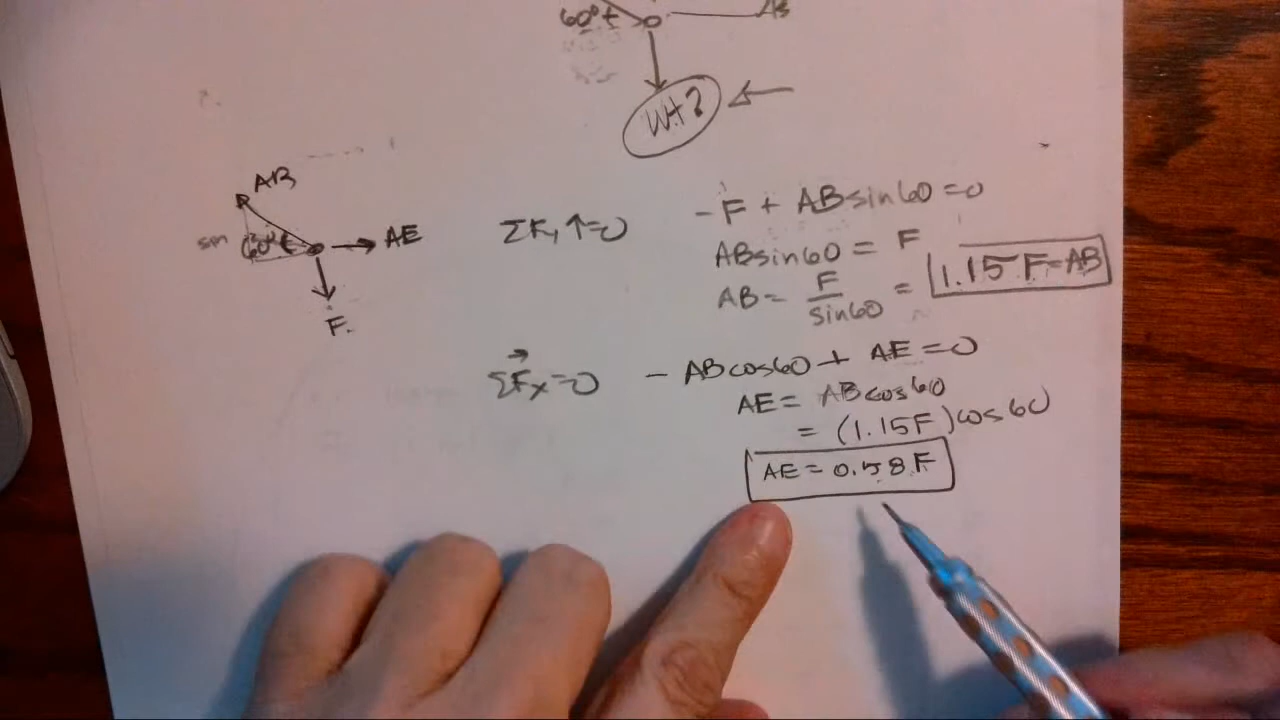 60° AB
Wt?
AB
60° AE
F.
ΣFy↑=0
-F + ABsin60=0
ABsin60 = F
AB = F/sin60 = 1.15F=AB
ΣFx=0
- ABcos60 + AE=0
AE= ABcos60
= (1.15F)cos60
AE=0.58F